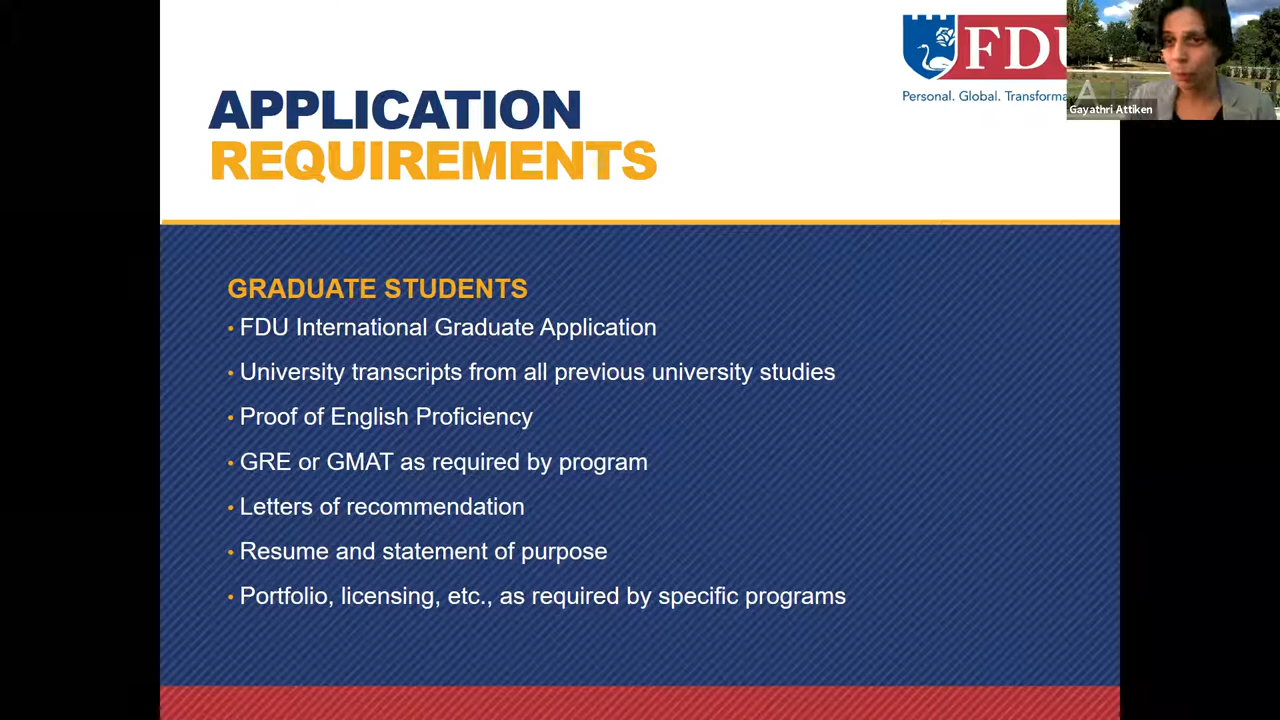 FDU
Personal. Global. Transforma
Gayathri Attiken
APPLICATION
REQUIREMENTS
GRADUATE STUDENTS
• FDU International Graduate Application
• University transcripts from all previous university studies
• Proof of English Proficiency
• GRE or GMAT as required by program
• Letters of recommendation
• Resume and statement of purpose
• Portfolio, licensing, etc., as required by specific programs